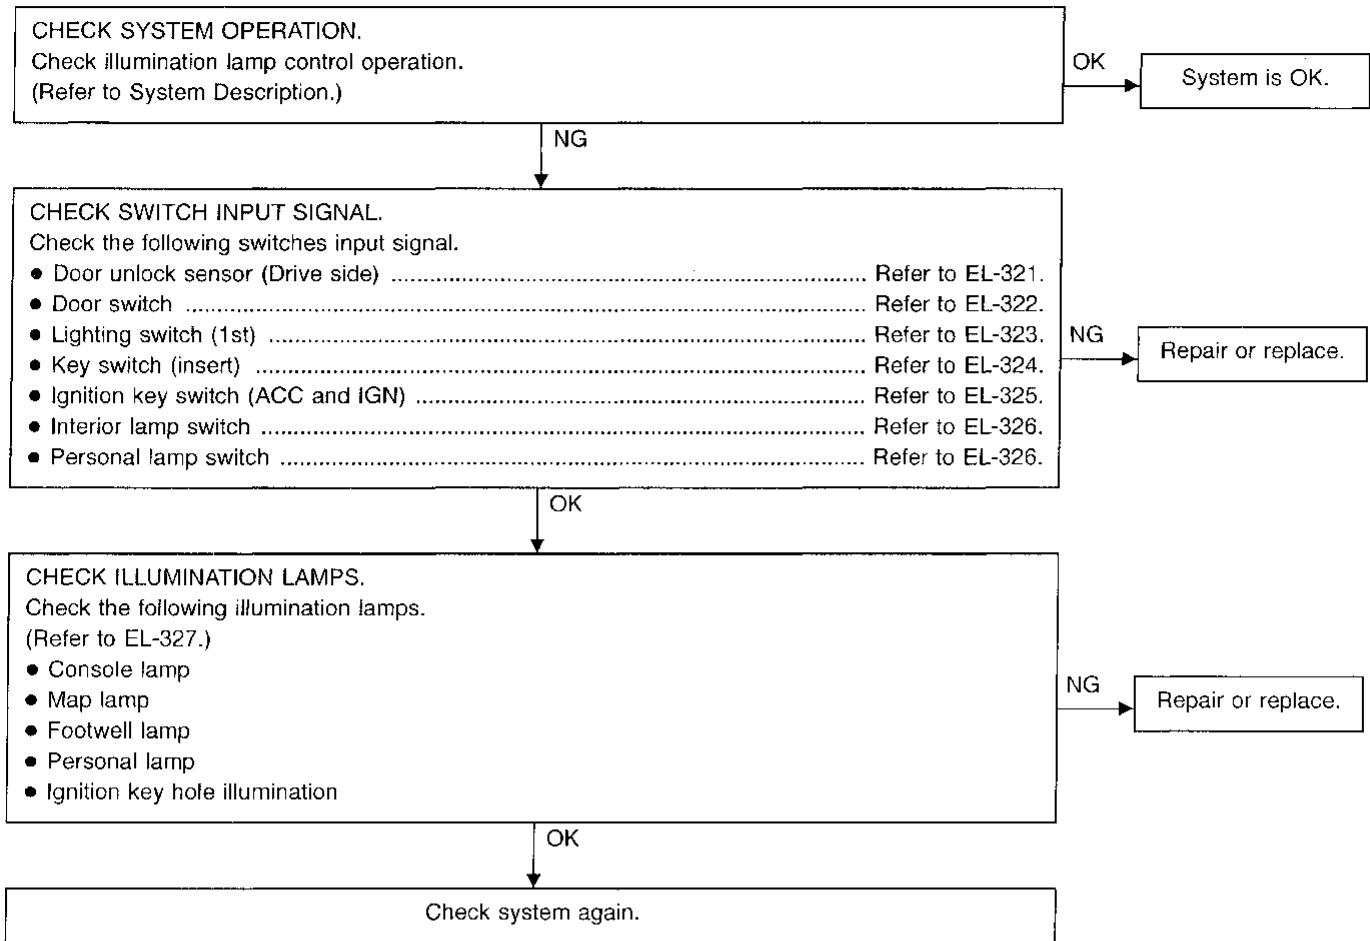 CHECK SYSTEM OPERATION.
Check illumination lamp control operation.
(Refer to System Description.)
OK
System is OK.
NG
CHECK SWITCH INPUT SIGNAL.
Check the following switches input signal.
● Door unlock sensor (Drive side) ........................................ Refer to EL-321.
● Door switch ........................................ Refer to EL-322.
● Lighting switch (1st) ........................................ Refer to EL-323.
● Key switch (insert) ........................................ Refer to EL-324.
● Ignition key switch (ACC and IGN) ........................................ Refer to EL-325.
● Interior lamp switch ........................................ Refer to EL-326.
● Personal lamp switch ........................................ Refer to EL-326.
NG
Repair or replace.
OK
CHECK ILLUMINATION LAMPS.
Check the following illumination lamps.
(Refer to EL-327.)
● Console lamp
● Map lamp
● Footwell lamp
● Personal lamp
● Ignition key hole illumination
NG
Repair or replace.
OK
Check system again.